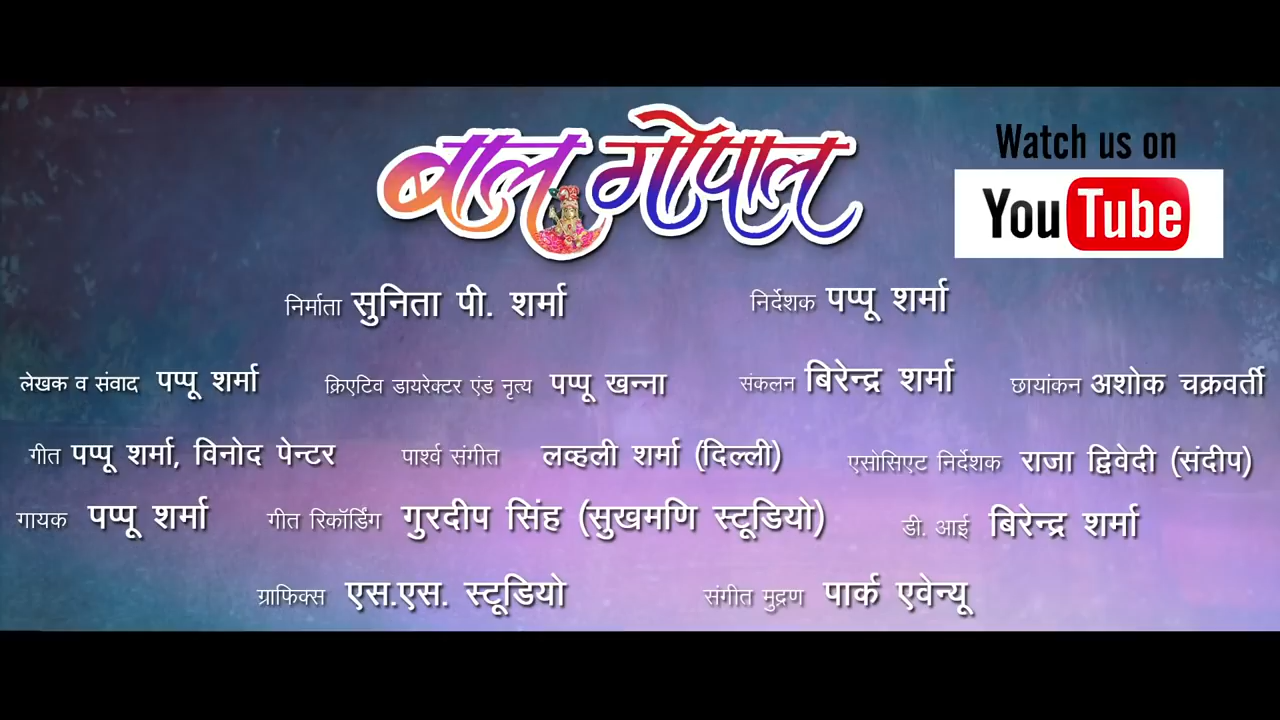 बाल गोपाल
Watch us on
YouTube
निर्माता सुनिता पी. शर्मा निर्देशक पप्पू शर्मा
लेखक व संवाद पप्पू शर्मा क्रिएटिव डायरेक्टर एंड नृत्य पप्पू खन्ना संकलन बिरेन्द्र शर्मा छायांकन अशोक चक्रवर्ती
गीत पप्पू शर्मा, विनोद पेन्टर पार्श्व संगीत लव्हली शर्मा (दिल्ली) एसोसिएट निर्देशक राजा द्विवेदी (संदीप)
गायक पप्पू शर्मा गीत रिकॉर्डिंग गुरदीप सिंह (सुखमणि स्टूडियो) डी. आई बिरेन्द्र शर्मा
ग्राफिक्स एस.एस. स्टूडियो संगीत मुद्रण पार्क एवेन्यू